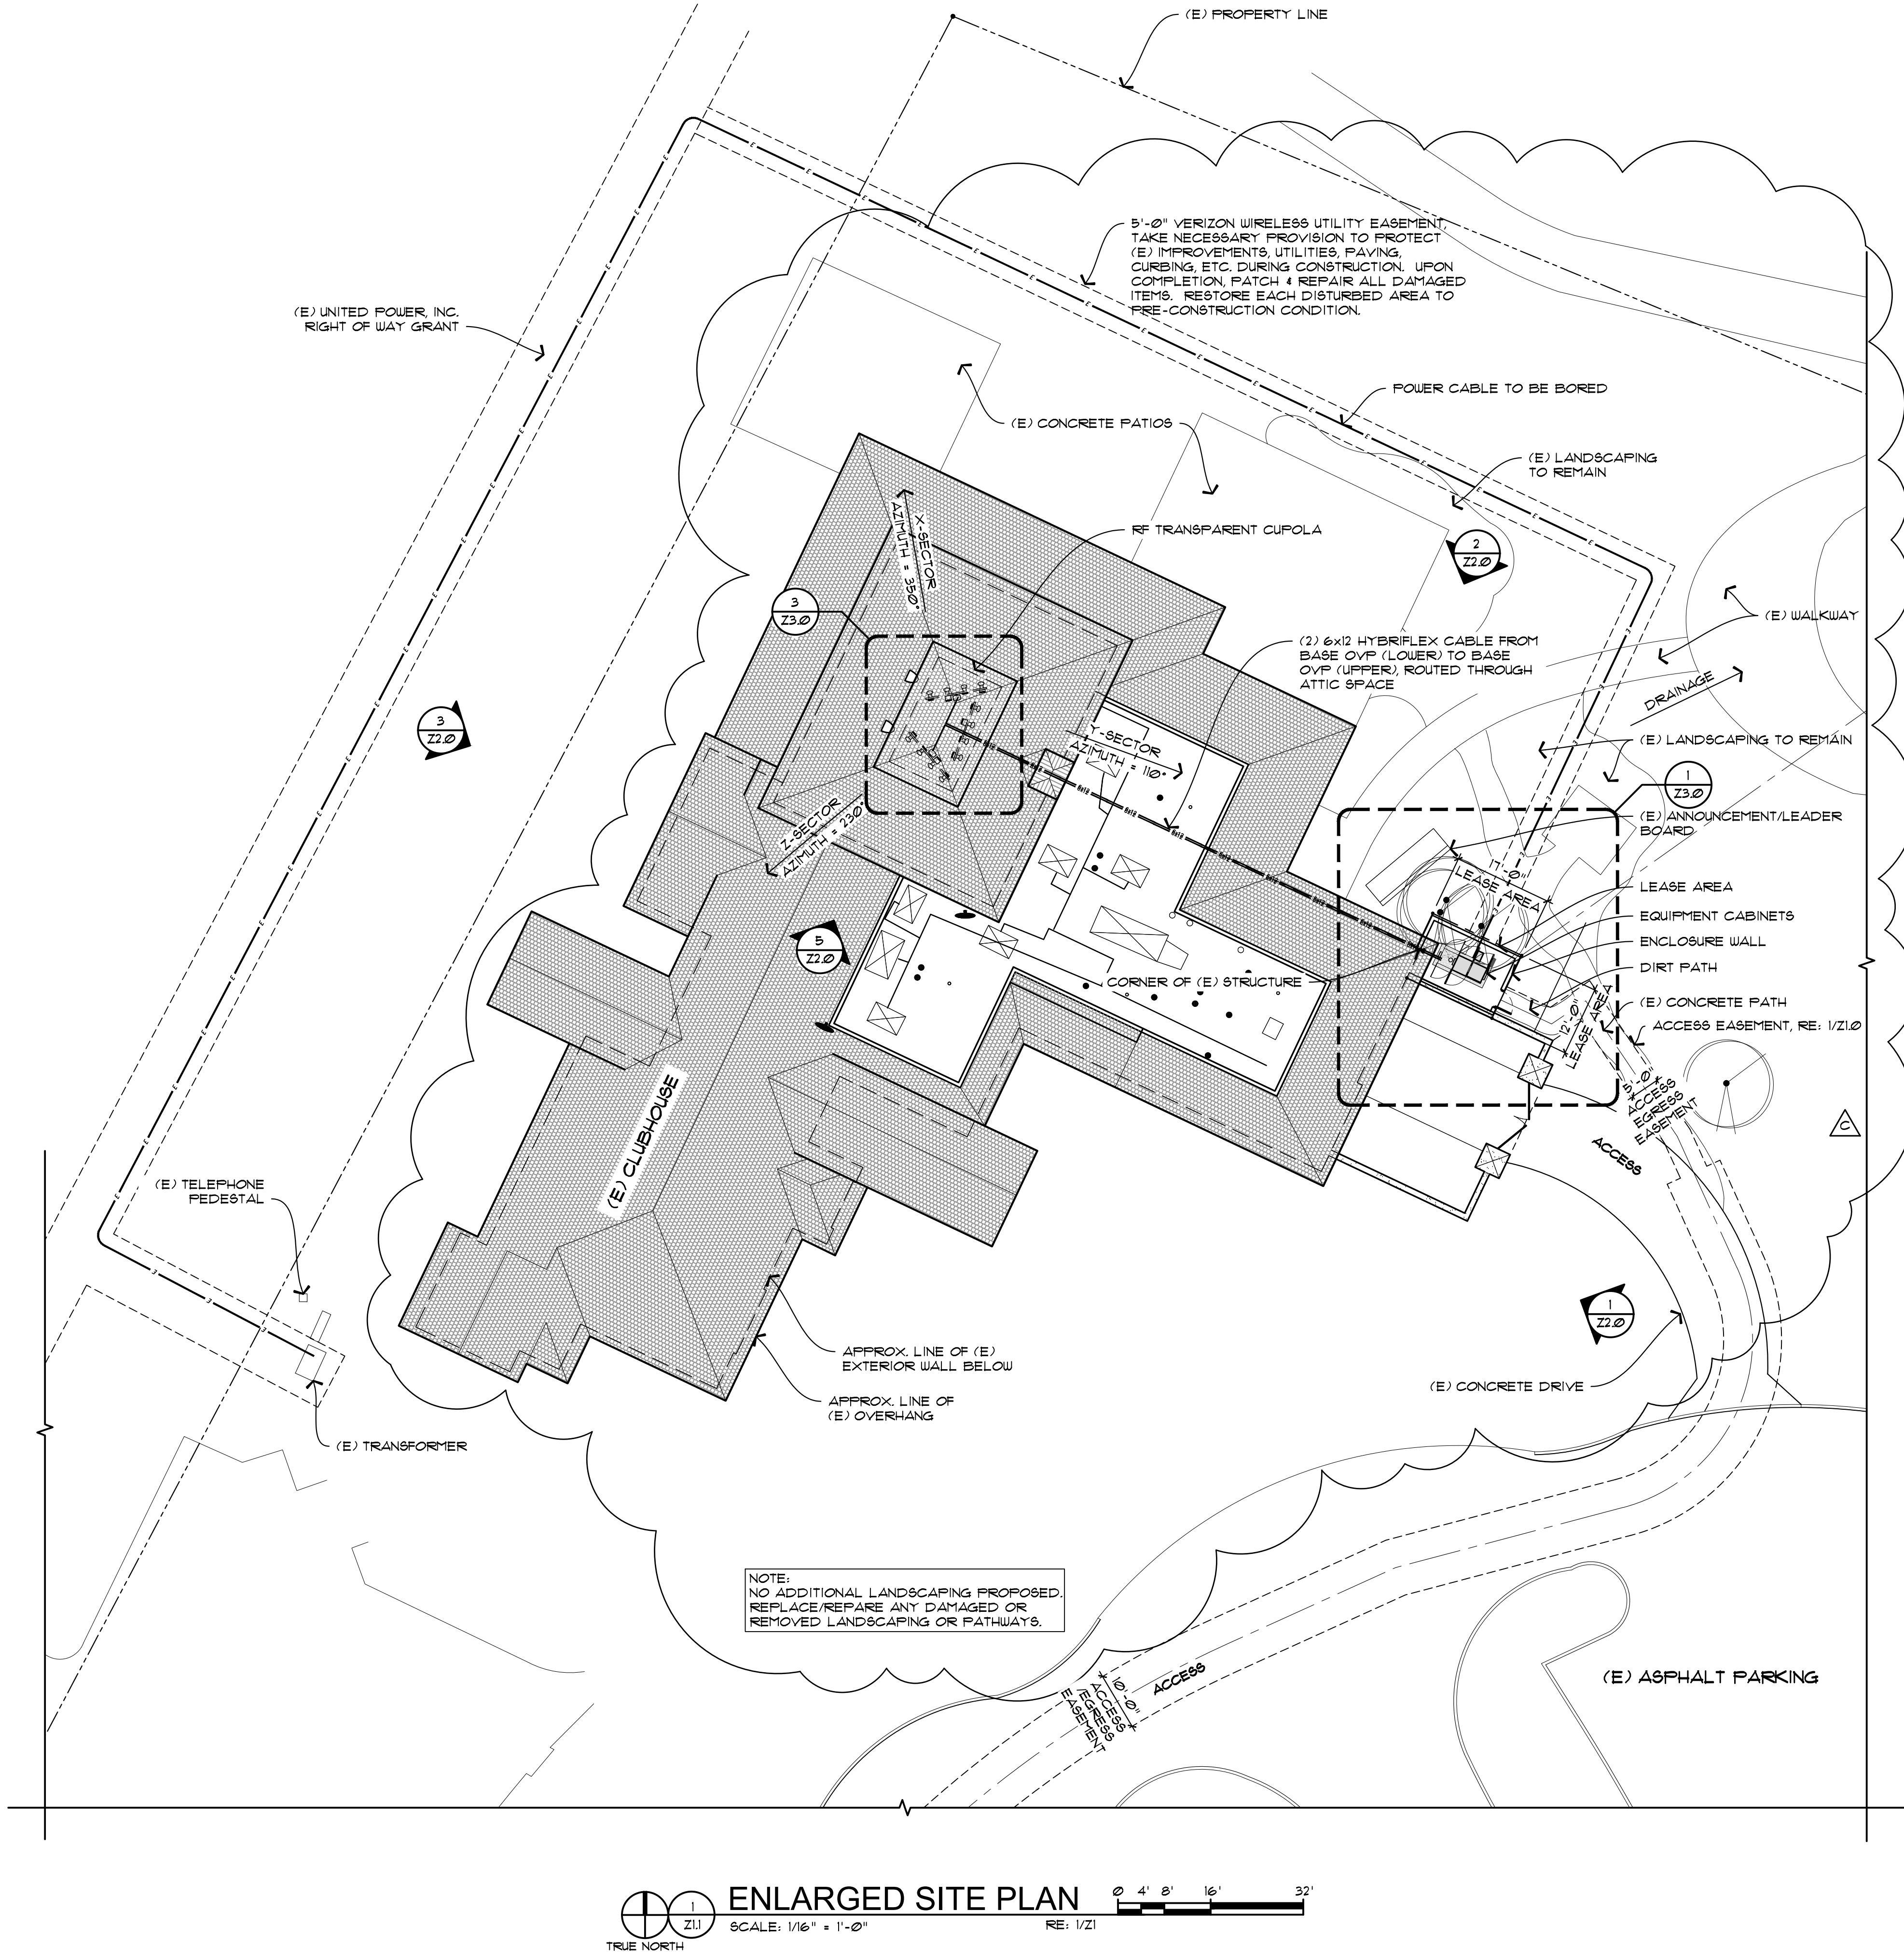 (E) PROPERTY LINE
5'-0" VERIZON WIRELESS UTILITY EASEMENT,
TAKE NECESSARY PROVISION TO PROTECT
(E) IMPROVEMENTS, UTILITIES, PAVING,
CURBING, ETC. DURING CONSTRUCTION. UPON
COMPLETION, PATCH & REPAIR ALL DAMAGED
ITEMS. RESTORE EACH DISTURBED AREA TO
PRE-CONSTRUCTION CONDITION.
(E) UNITED POWER, INC.
RIGHT OF WAY GRANT
POWER CABLE TO BE BORED
(E) CONCRETE PATIOS
(E) LANDSCAPING
TO REMAIN
X-SECTOR
AZIMUTH = 350°
RF TRANSPARENT CUPOLA
2
Z2.0
3
Z3.0
(E) WALKWAY
(2) 6x12 HYBRIFLEX CABLE FROM
BASE OVP (LOWER) TO BASE
OVP (UPPER), ROUTED THROUGH
ATTIC SPACE
DRAINAGE
3
Z2.0
Y-SECTOR
AZIMUTH = 110°
(E) LANDSCAPING TO REMAIN
1
Z3.0
Z-SECTOR
AZIMUTH = 230°
(E) ANNOUNCEMENT/LEADER
BOARD
17'-0"
LEASE AREA
LEASE AREA
EQUIPMENT CABINETS
ENCLOSURE WALL
5
Z2.0
DIRT PATH
CORNER OF (E) STRUCTURE
(E) CONCRETE PATH
12'-0"
LEASE AREA
ACCESS EASEMENT, RE: 1/Z1.0
5'-0"
ACCESS
EGRESS
EASEMENT
C
(E) CLUBHOUSE
ACCESS
(E) TELEPHONE
PEDESTAL
1
Z2.0
APPROX. LINE OF (E)
EXTERIOR WALL BELOW
(E) CONCRETE DRIVE
APPROX. LINE OF
(E) OVERHANG
(E) TRANSFORMER
NOTE:
NO ADDITIONAL LANDSCAPING PROPOSED.
REPLACE/REPARE ANY DAMAGED OR
REMOVED LANDSCAPING OR PATHWAYS.
ACCESS
10'-0"
ACCESS
/EGRESS
EASEMENT
(E) ASPHALT PARKING
1
Z1.1
TRUE NORTH
ENLARGED SITE PLAN
SCALE: 1/16" = 1'-0"
RE: 1/Z1
0 4' 8' 16' 32'